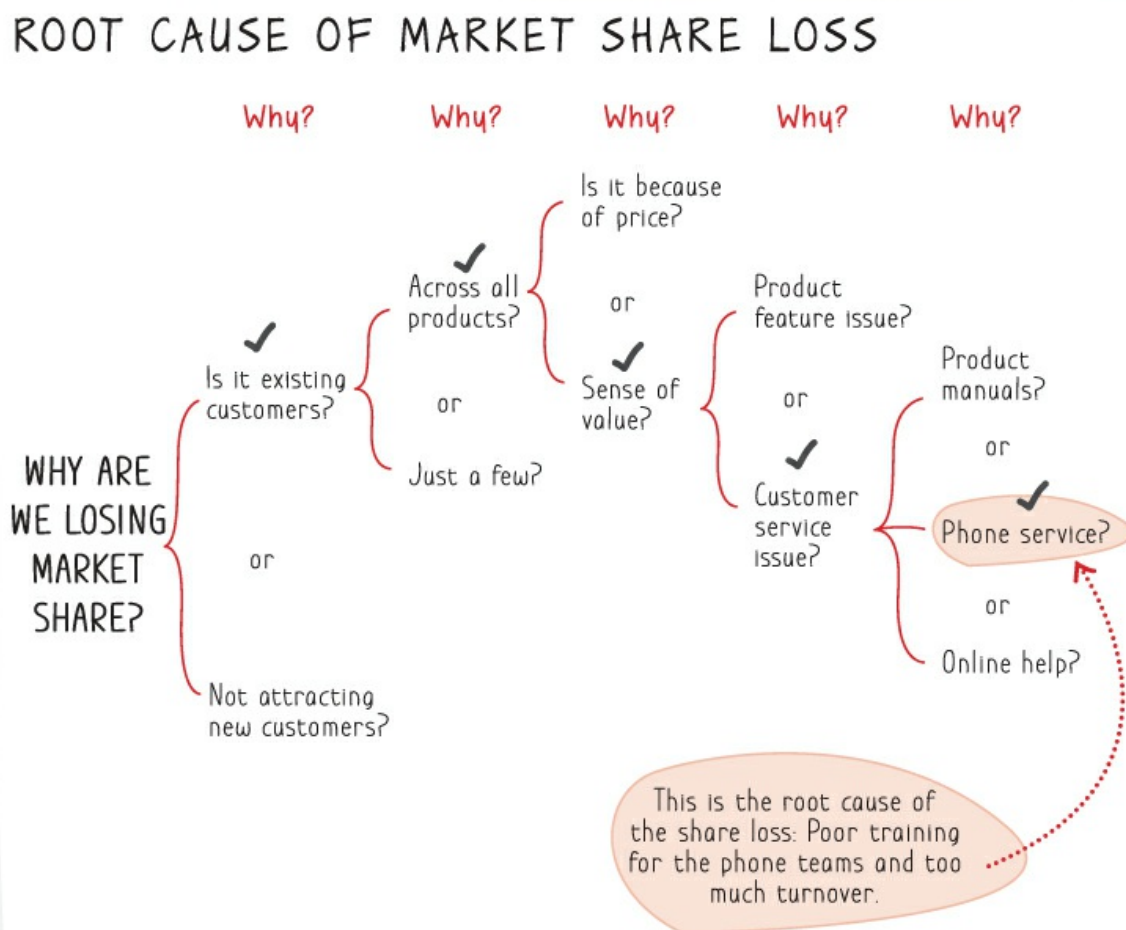 ROOT CAUSE OF MARKET SHARE LOSS
Why? Why? Why? Why? Why?
WHY ARE
WE LOSING
MARKET
SHARE?
Is it existing
customers?
or
Not attracting
new customers?
Across all
products?
or
Just a few?
Is it because
of price?
or
Sense of
value?
Product
feature issue?
or
Customer
service
issue?
Product
manuals?
or
Phone service?
or
Online help?
This is the root cause of
the share loss: Poor training
for the phone teams and too
much turnover.